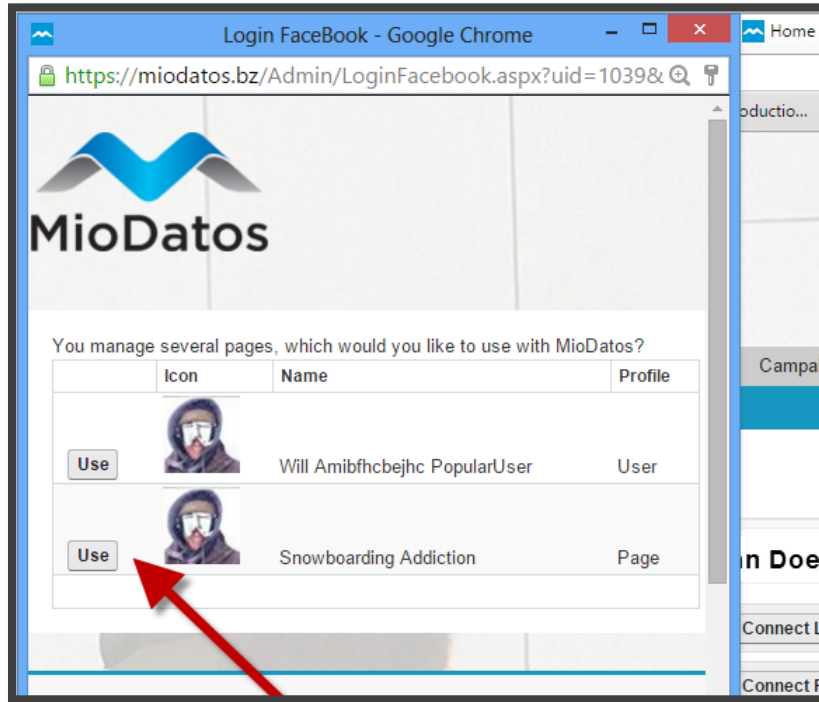 Login FaceBook - Google Chrome
https://miodatos.bz/Admin/LoginFacebook.aspx?uid=1039&
MioDatos
You manage several pages, which would you like to use with MioDatos?
Icon Name Profile
Use Will Amibfhcbejhc PopularUser User
Use Snowboarding Addiction Page
Home
oductio...
Campai
n Doe
Connect L
Connect F